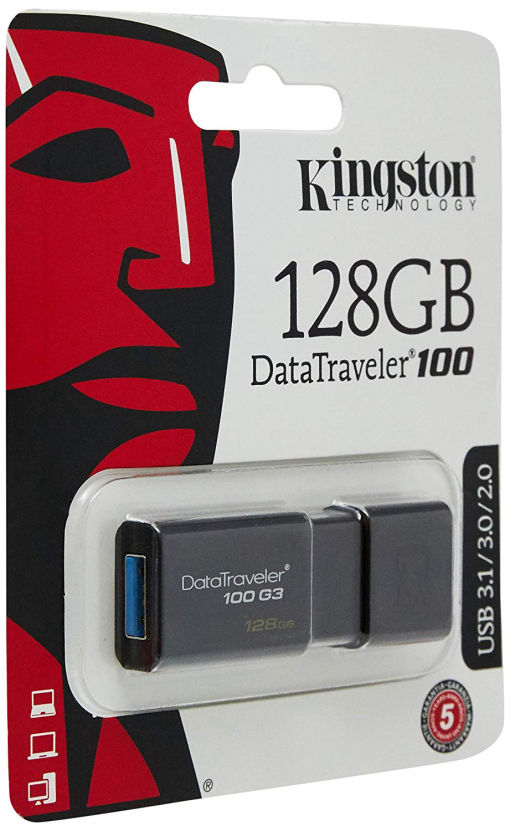 Kingston
TECHNOLOGY
128GB
DataTraveler® 100
USB 3.1 / 3.0 / 2.0
DataTraveler®
100 G3
128GB
5
®